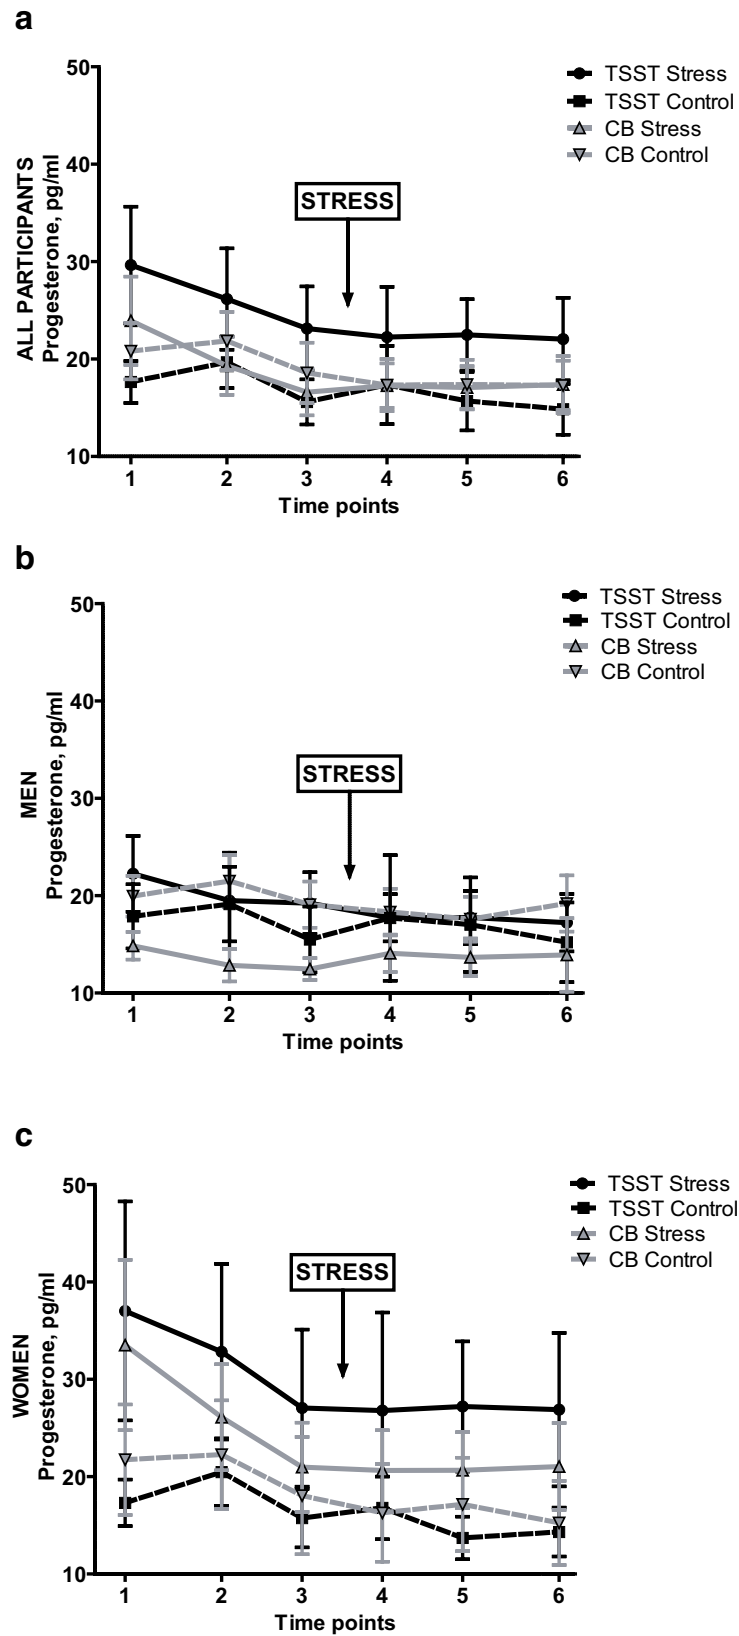 a
50
40
30
20
10
ALL PARTICIPANTS
Progesterone, pg/ml
STRESS
TSST Stress
TSST Control
CB Stress
CB Control
1 2 3 4 5 6
Time points
b
50
40
30
20
10
MEN
Progesterone, pg/ml
STRESS
TSST Stress
TSST Control
CB Stress
CB Control
1 2 3 4 5 6
Time points
c
50
40
30
20
10
WOMEN
Progesterone, pg/ml
STRESS
TSST Stress
TSST Control
CB Stress
CB Control
1 2 3 4 5 6
Time points